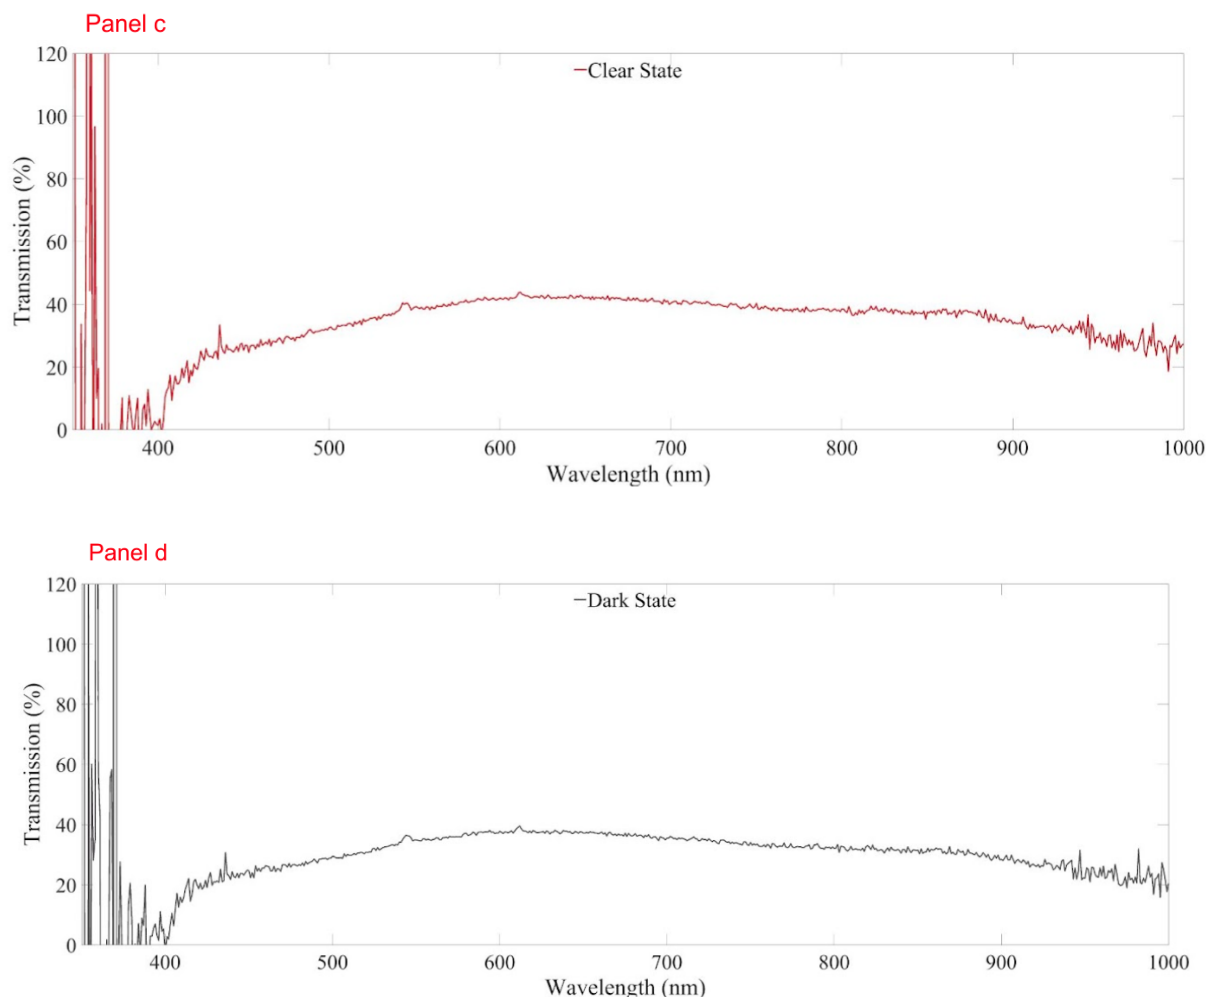 Panel c
120
100
80
60
40
20
0
Transmission (%)
Clear State
400 500 600 700 800 900 1000
Wavelength (nm)
Panel d
120
100
80
60
40
20
0
Transmission (%)
Dark State
400 500 600 700 800 900 1000
Wavelength (nm)